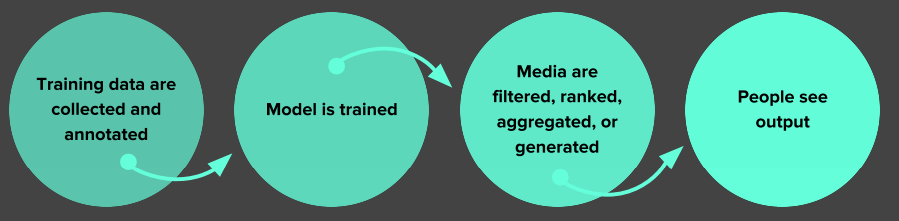 Training data are
collected and
annotated
Model is trained
Media are
filtered, ranked,
aggregated, or
generated
People see
output